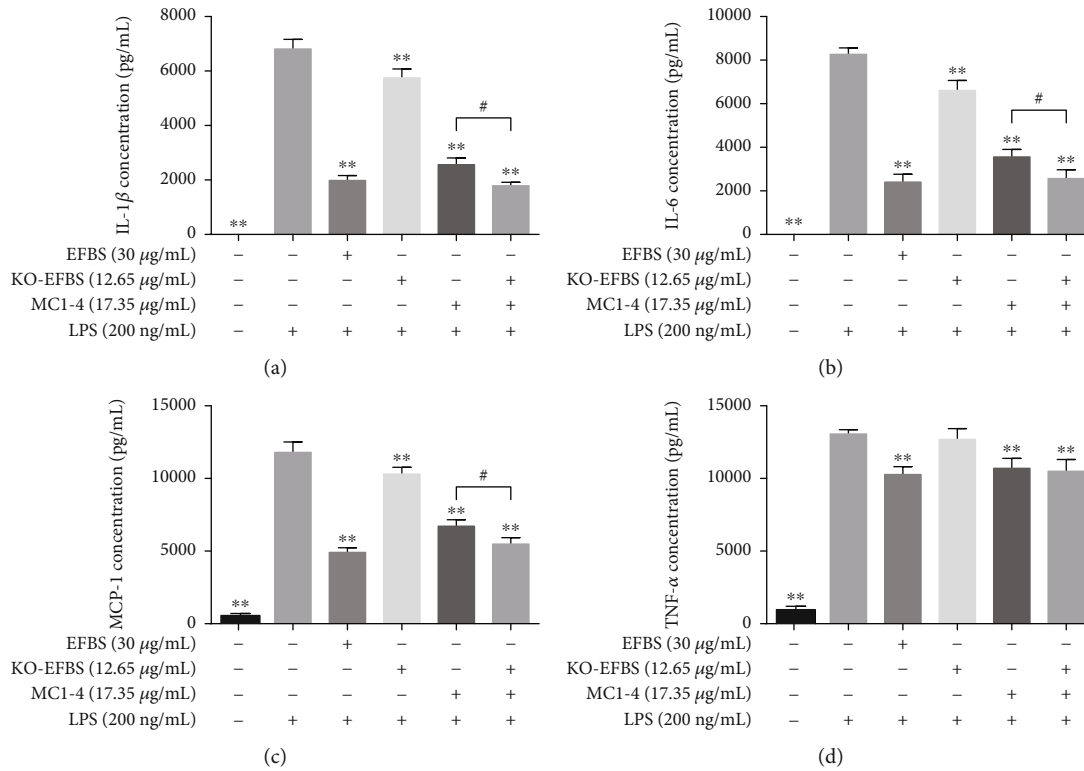 IL-1β concentration (pg/mL)
8000
6000
4000
2000
0
**
**
**
**
**
#
EFBS (30 μg/mL) – – + – – –
KO-EFBS (12.65 μg/mL) – – – + – +
MC1-4 (17.35 μg/mL) – – – – + +
LPS (200 ng/mL) – + + + + +
(a)
IL-6 concentration (pg/mL)
10000
8000
6000
4000
2000
0
**
**
**
**
**
#
EFBS (30 μg/mL) – – + – – –
KO-EFBS (12.65 μg/mL) – – – + – +
MC1-4 (17.35 μg/mL) – – – – + +
LPS (200 ng/mL) – + + + + +
(b)
MCP-1 concentration (pg/mL)
15000
10000
5000
0
**
**
**
**
**
#
EFBS (30 μg/mL) – – + – – –
KO-EFBS (12.65 μg/mL) – – – + – +
MC1-4 (17.35 μg/mL) – – – – + +
LPS (200 ng/mL) – + + + + +
(c)
TNF-α concentration (pg/mL)
15000
10000
5000
0
**
**
**
**
EFBS (30 μg/mL) – – + – – –
KO-EFBS (12.65 μg/mL) – – – + – +
MC1-4 (17.35 μg/mL) – – – – + +
LPS (200 ng/mL) – + + + + +
(d)